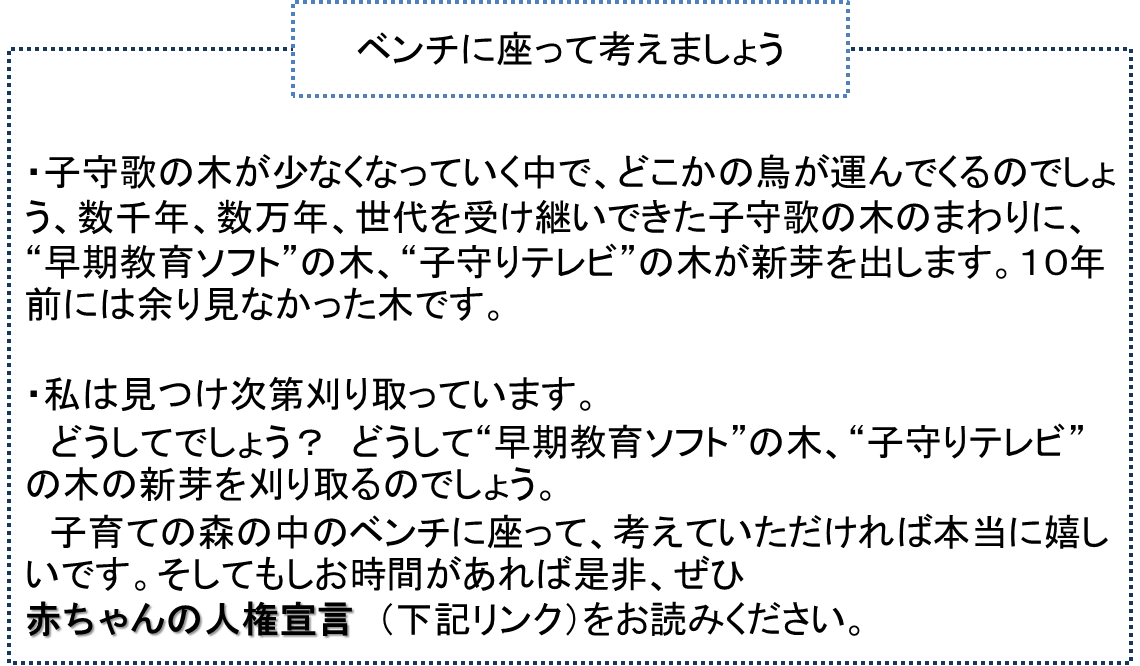 ベンチに座って考えましょう
・子守歌の木が少なくなっていく中で、どこかの鳥が運んでくるのでしょ
う、数千年、数万年、世代を受け継いできた子守歌の木のまわりに、
“早期教育ソフト”の木、“子守りテレビ”の木が新芽を出します。１０年
前には余り見なかった木です。
・私は見つけ次第刈り取っています。
　どうしてでしょう？　どうして“早期教育ソフト”の木、“子守りテレビ”
の木の新芽を刈り取るのでしょう。
　子育ての森の中のベンチに座って、考えていただければ本当に嬉し
いです。そしてもしお時間があれば是非、ぜひ
赤ちゃんの人権宣言　（下記リンク）をお読みください。